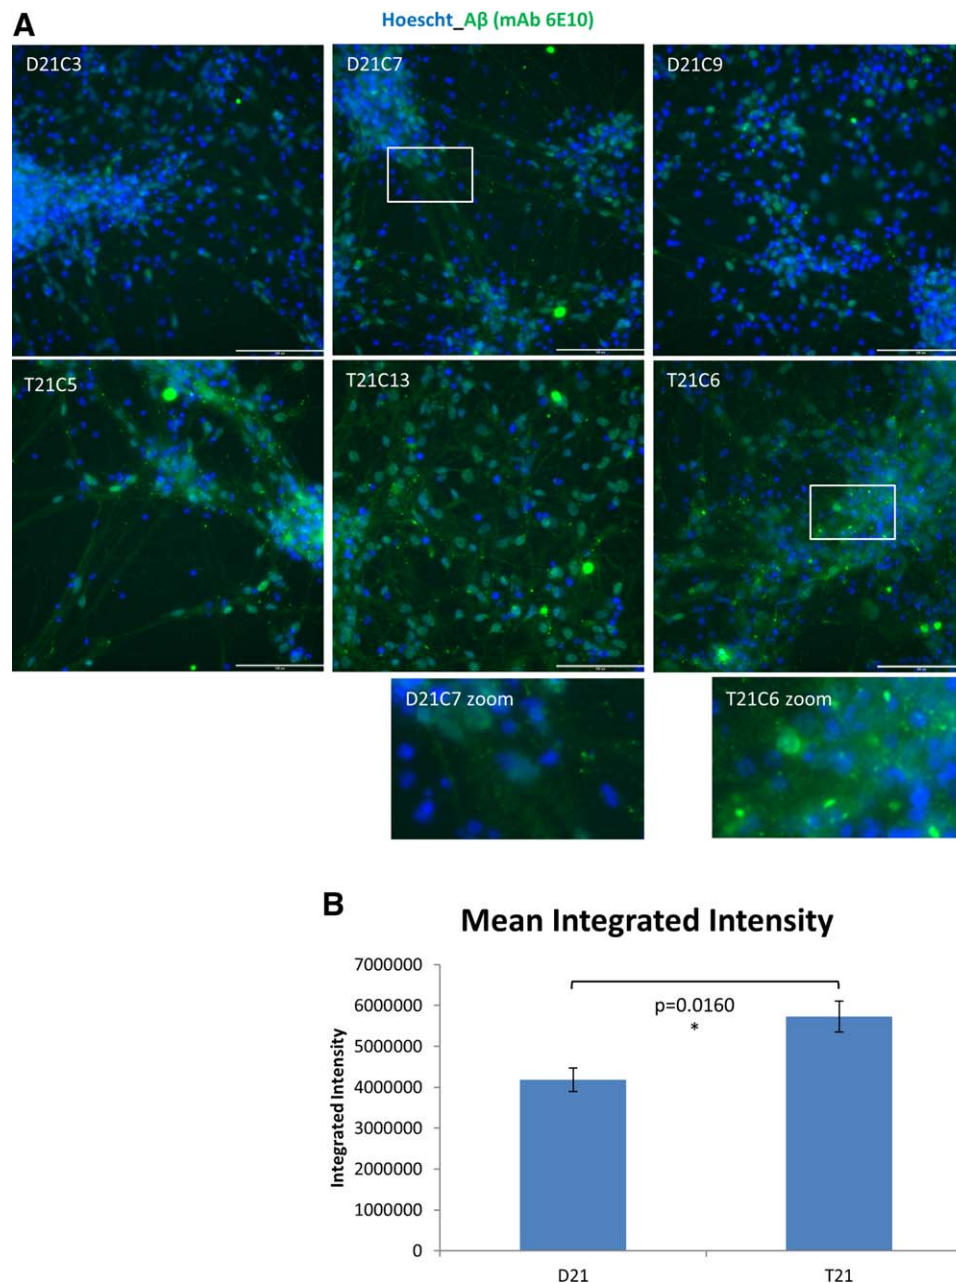 A
Hoescht_Aβ (mAb 6E10)
D21C3
D21C7
D21C9
T21C5
T21C13
T21C6
D21C7 zoom
T21C6 zoom
B
Mean Integrated Intensity
7000000
6000000
5000000
4000000
3000000
2000000
1000000
0
Integrated Intensity
p=0.0160
*
D21
T21